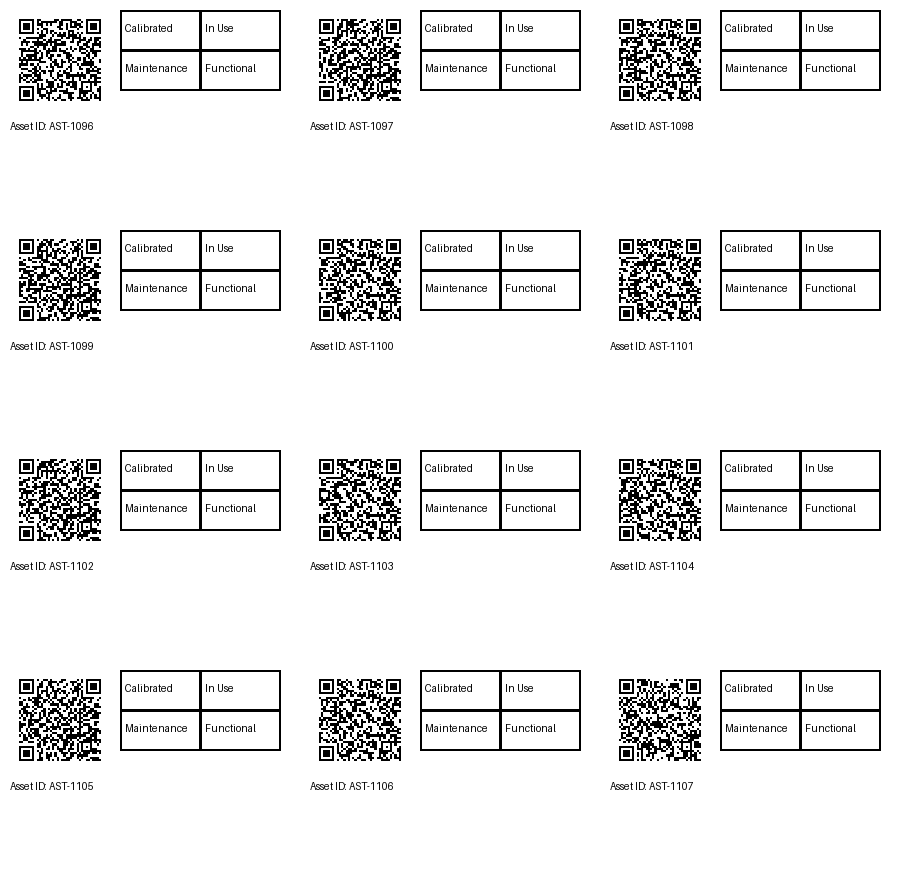 Calibrated In Use Calibrated In Use Calibrated In Use
Maintenance Functional Maintenance Functional Maintenance Functional
Asset ID: AST-1096 Asset ID: AST-1097 Asset ID: AST-1098
Calibrated In Use Calibrated In Use Calibrated In Use
Maintenance Functional Maintenance Functional Maintenance Functional
Asset ID: AST-1099 Asset ID: AST-1100 Asset ID: AST-1101
Calibrated In Use Calibrated In Use Calibrated In Use
Maintenance Functional Maintenance Functional Maintenance Functional
Asset ID: AST-1102 Asset ID: AST-1103 Asset ID: AST-1104
Calibrated In Use Calibrated In Use Calibrated In Use
Maintenance Functional Maintenance Functional Maintenance Functional
Asset ID: AST-1105 Asset ID: AST-1106 Asset ID: AST-1107